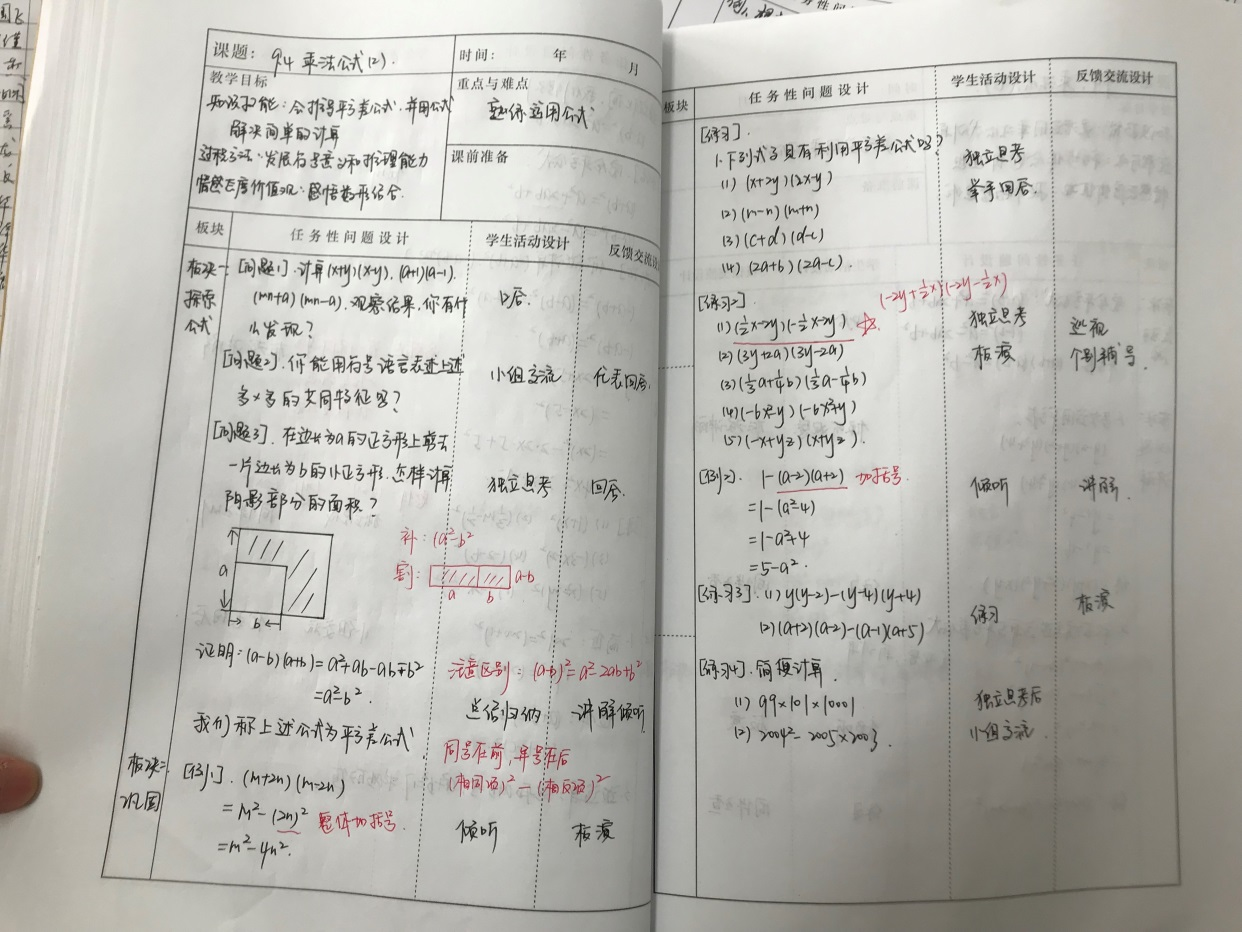 课题: 9.4 乘法公式(2).
时间: 年 月
教学目标
知识技能: 会推导平方差公式, 并用公式
解决简单的计算
过程方法: 发展符号意识和推理能力
情感态度价值观: 感悟数形结合.
重点与难点
熟练运用公式
课前准备
板块 任务性问题设计 学生活动设计 反馈交流设
板块一 [问题1]. 计算(x+y)(x-y). (a+1)(a-1).
探索 (mn+a)(mn-a). 观察结果, 你有什 口答.
公式 么发现?
[问题2]. 你能用符号语言表述上述
多×多的共同特征吗? 小组交流 代表回答.
[问题3]. 在边长为a的正方形上剪去
一片边长为b的小正方形. 怎样计算 独立思考 回答.
阴影部分的面积?
a
b
补: a²-b²
割: a-b
a b
证明: (a-b)(a+b)=a²+ab-ab-b²
=a²-b².
注意区别: (a-b)²=a²-2ab+b²
我们称上述公式为平方差公式 总结归纳 讲解倾听
同号在前, 异号在后
(相同项)²-(相反项)²
板块二 [例1]. (m+2n)(m-2n)
巩固 =m²-(2n)² 整体加括号.
=m²-4n². 倾听 板演
板块 任务性问题设计 学生活动设计 反馈交流设计
[练习].
1.下列式子具有利用平方差公式吗? 独立思考
(1) (x+2y)(2x-y) 举手回答.
(2) (m-n)(m+n)
(3) (c+d)(d-c)
(4) (2a+b)(2a-c).
[练习2]. (-2y+½x)(-2y-½x)
(1) (½x-2y)(-½x-2y) ☆. 独立思考 巡视
(2) (3y+2a)(3y-2a) 板演 个别辅导.
(3) (⅓a+¼b)(⅓a-¼b)
(4) (-6x²-y)(-6x²+y)
(5) (-x+yz)(x+yz).
[例2]. 1-(a-2)(a+2) 加括号. 倾听 讲解.
=1-(a²-4)
=1-a²+4
=5-a².
[练习3]. (1) y(y-2)-(y-4)(y+4) 练习 板演
(2) (a+2)(a-2)-(a-1)(a+5)
[练习4]. 简便计算.
(1) 99×101×10001 独立思考后
(2) 2004²-2005×2003. 小组交流.